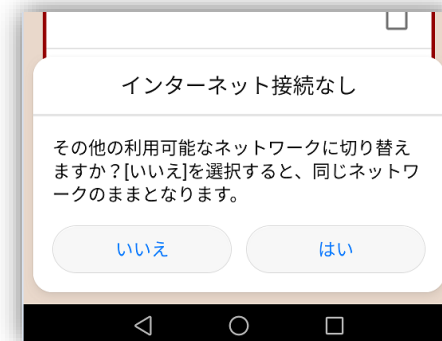 インターネット接続なし
その他の利用可能なネットワークに切り替え
ますか？[いいえ]を選択すると、同じネットワ
ークのままとなります。
いいえ
はい